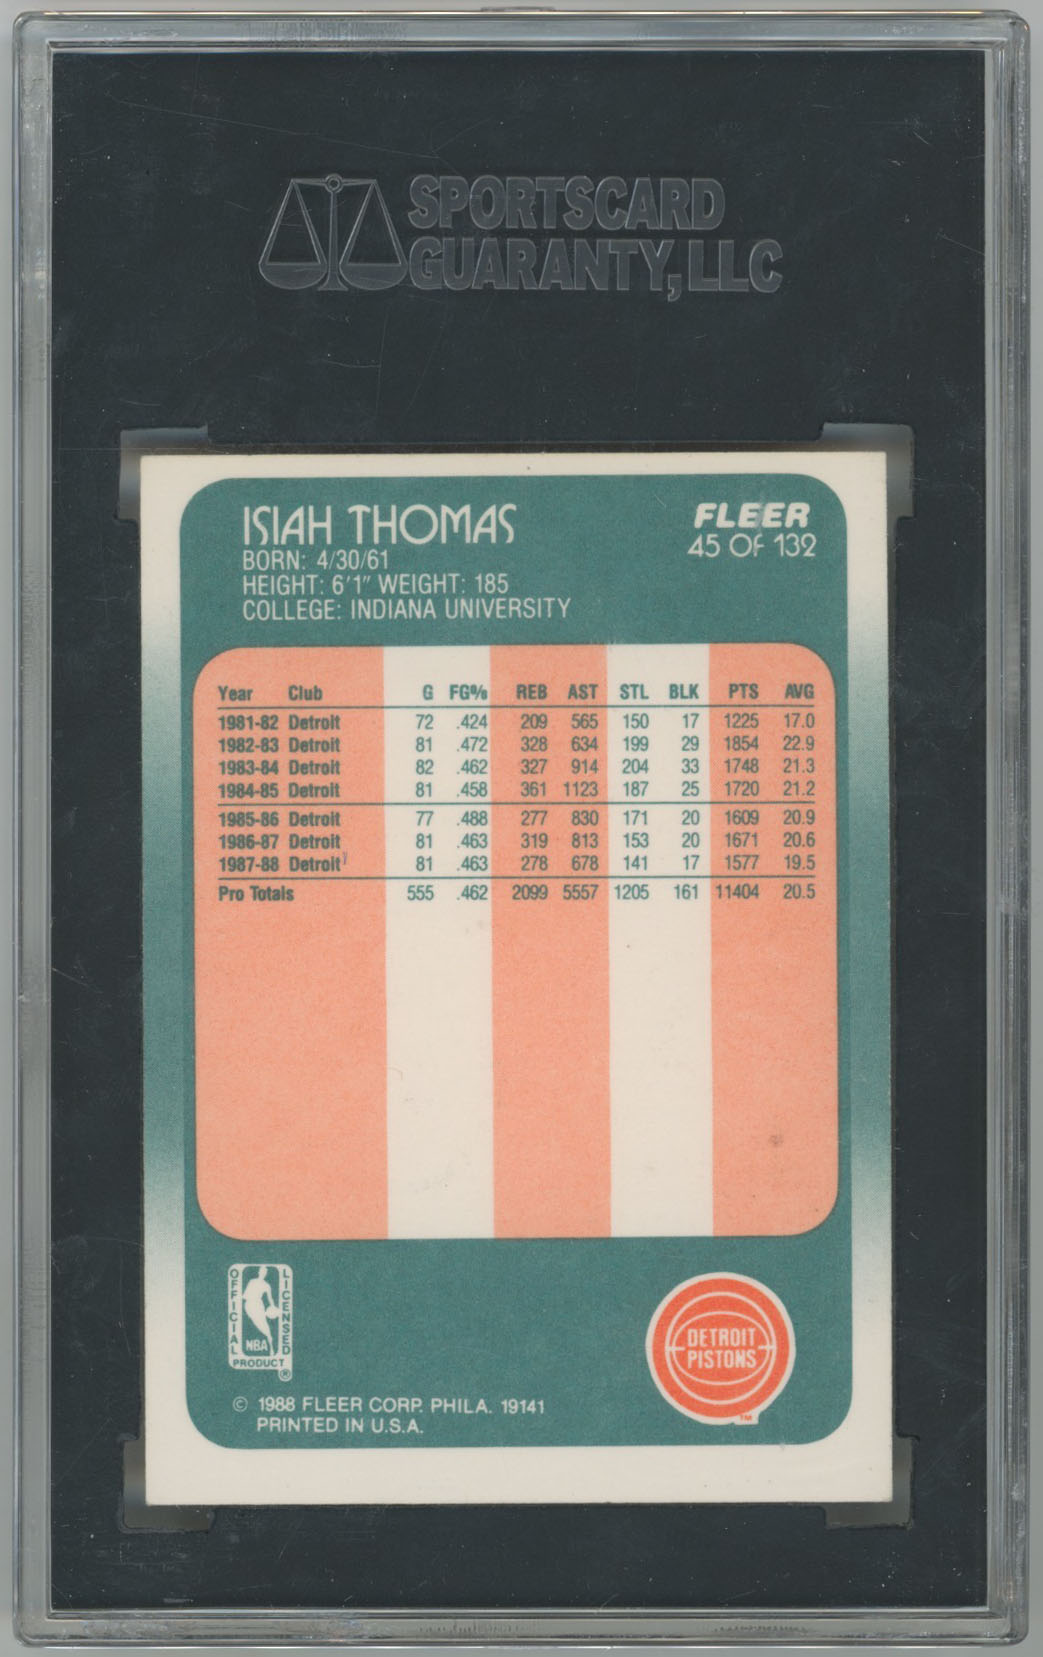 SPORTSCARD
GUARANTY, LLC
ISIAH THOMAS
BORN: 4/30/61
HEIGHT: 6'1" WEIGHT: 185
COLLEGE: INDIANA UNIVERSITY
FLEER
45 OF 132
Year Club G FG% REB AST STL BLK PTS AVG
1981-82 Detroit 72 .424 209 565 150 17 1225 17.0
1982-83 Detroit 81 .472 328 634 199 29 1854 22.9
1983-84 Detroit 82 .462 327 914 204 33 1748 21.3
1984-85 Detroit 81 .458 361 1123 187 25 1720 21.2
1985-86 Detroit 77 .488 277 830 171 20 1609 20.9
1986-87 Detroit 81 .463 319 813 153 20 1671 20.6
1987-88 Detroit 81 .463 278 678 141 17 1577 19.5
Pro Totals 555 .462 2099 5557 1205 161 11404 20.5
OFFICIAL LICENSED
NBA
PRODUCT
®
DETROIT
PISTONS
TM
© 1988 FLEER CORP. PHILA. 19141
PRINTED IN U.S.A.